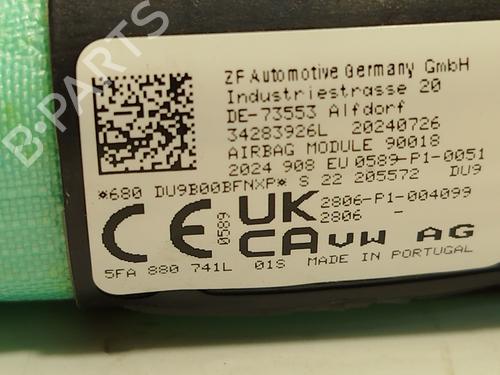 B-PARTS
ZF Automotive Germany GmbH
Industriestrasse 20
DE-73553 Alfdorf
34283926L 20240726
AIRBAG MODULE 90018
2024 908 EU 0589-P1-0051
*680 DU9B00BFNXP* S 22 205572 DU9
CE 0589 UKCA 2806-P1-004099
2806 -
VW AG
5FA 880 741L 01S MADE IN PORTUGAL